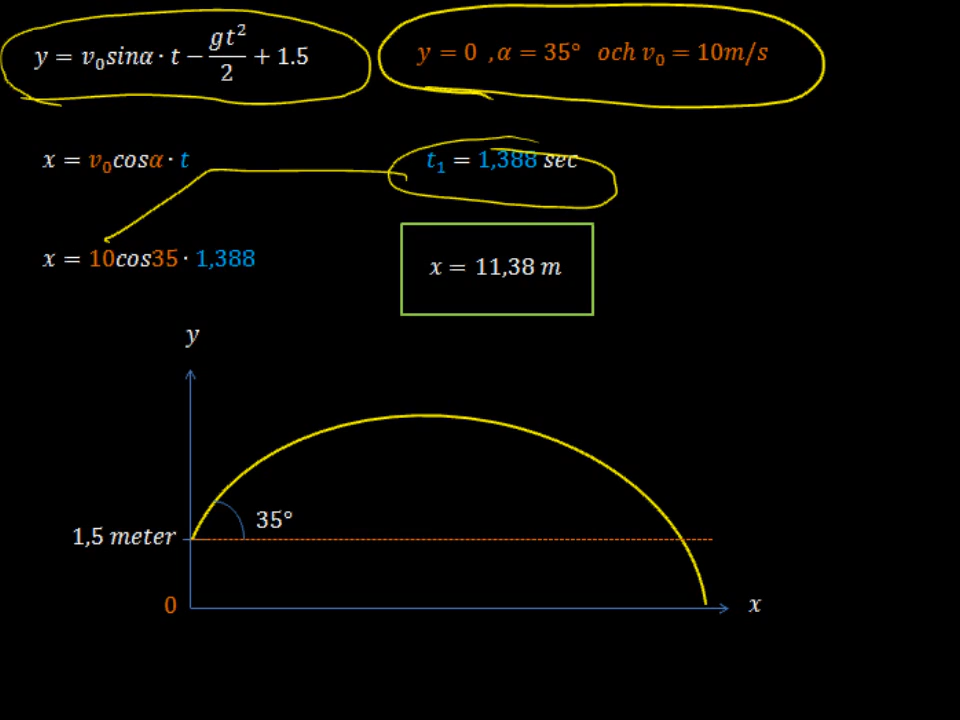 y = v₀sinα · t − gt²/2 + 1.5
y = 0 , α = 35° och v₀ = 10m/s
x = v₀cosα · t
t₁ = 1,388 sec
x = 10cos35 · 1,388
x = 11,38 m
y
35°
1,5 meter
0
x